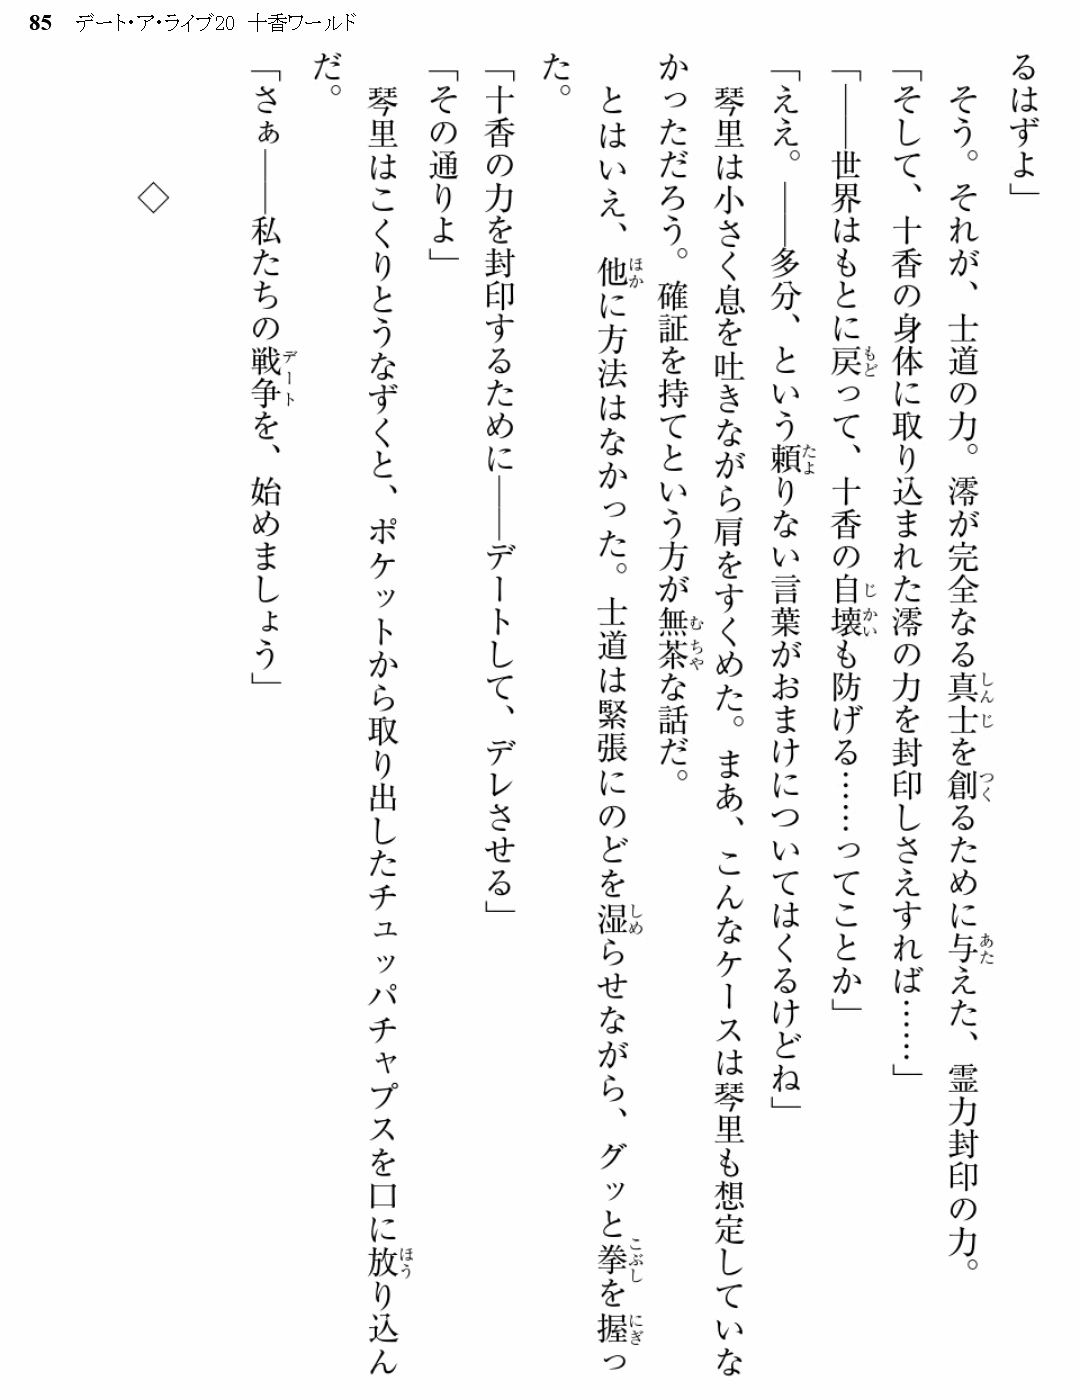 85 デート・ア・ライブ20 十香ワールド
るはずよ」
そう。それが、士道の力。澪が完全なる真士を創るために与えた、霊力封印の力。
「そして、十香の身体に取り込まれた澪の力を封印しさえすれば……」
「――世界はもとに戻って、十香の自壊も防げる……ってことか」
「ええ。――多分、という頼りない言葉がおまけについてはくるけどね」
琴里は小さく息を吐きながら肩をすくめた。まあ、こんなケースは琴里も想定していな
かっただろう。確証を持てという方が無茶な話だ。
とはいえ、他に方法はなかった。士道は緊張にのどを湿らせながら、グッと拳を握っ
た。
「十香の力を封印するために――デートして、デレさせる」
「その通りよ」
琴里はこくりとうなずくと、ポケットから取り出したチュッパチャプスを口に放り込ん
だ。
「さぁ――私たちの戦争を、始めましょう」
◇